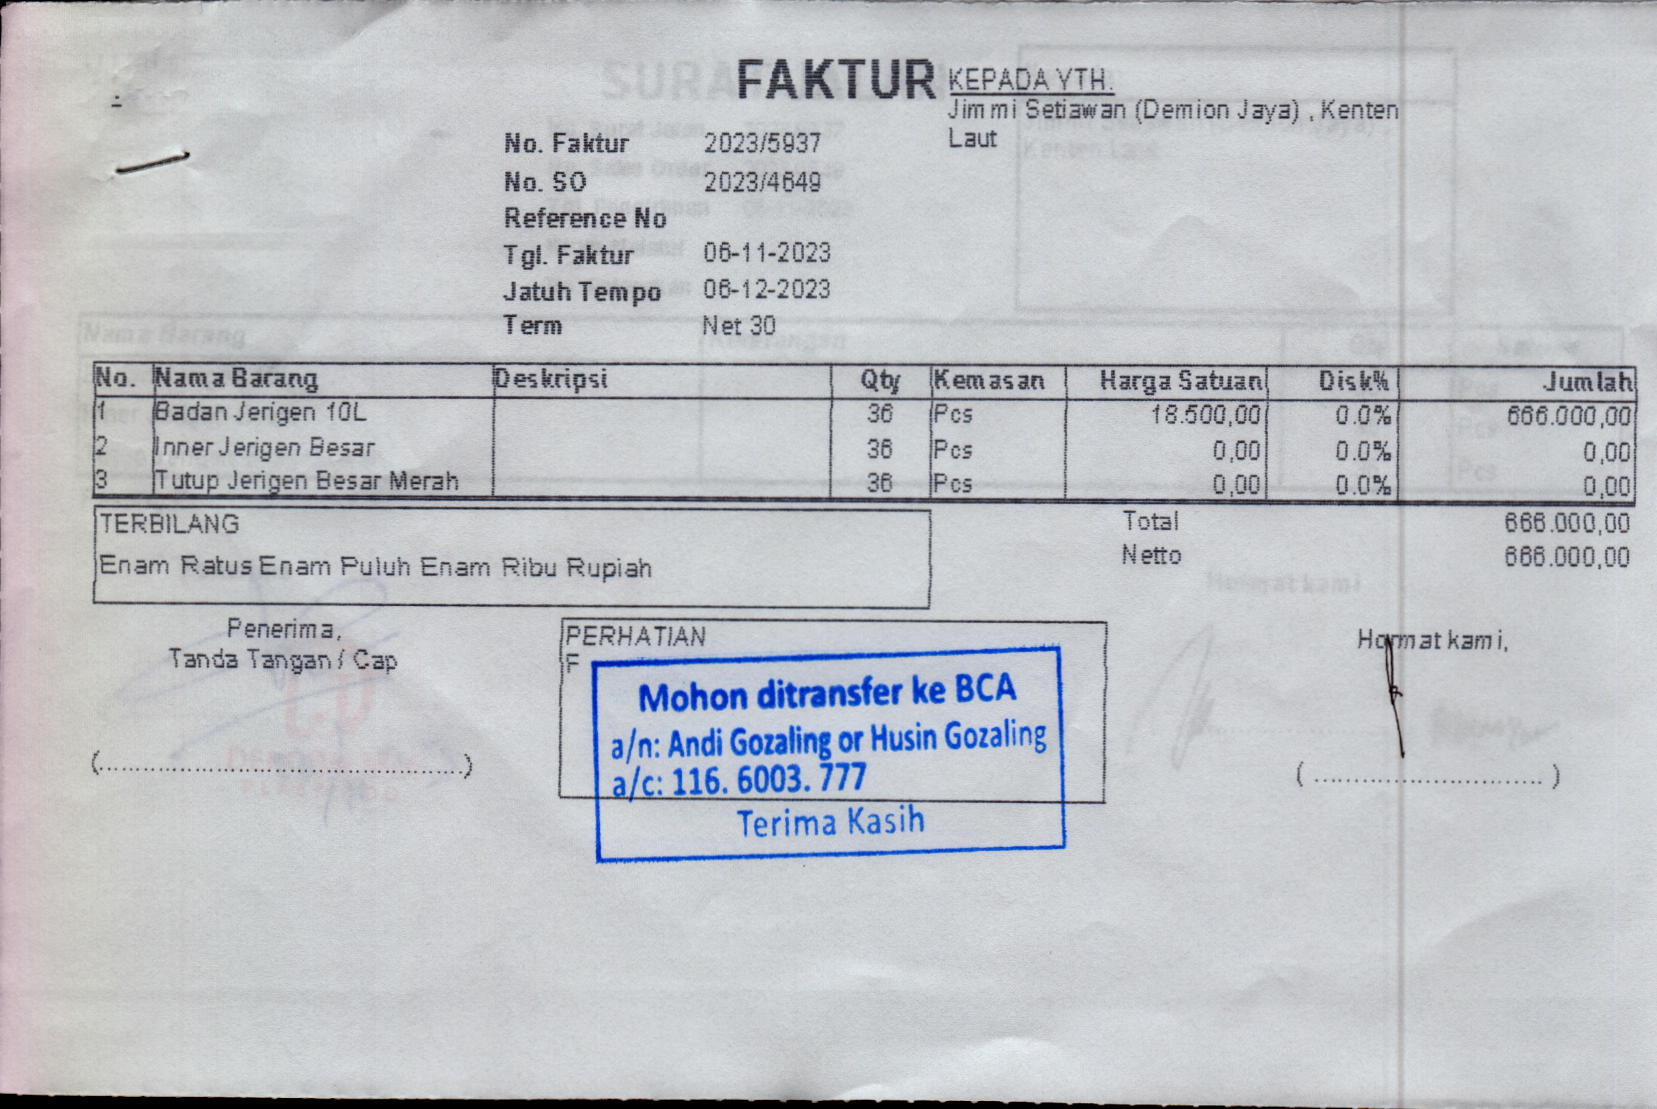 FAKTUR
KEPADA YTH.
Jimmi Setiawan (Demion Jaya) , Kenten
Laut
No. Faktur 2023/5937
No. SO 2023/4649
Reference No
Tgl. Faktur 06-11-2023
Jatuh Tempo 06-12-2023
Term Net 30
No. Nama Barang Deskripsi Qty Kemasan Harga Satuan Disk% Jumlah
1 Badan Jerigen 10L 36 Pcs 18.500,00 0.0% 666.000,00
2 Inner Jerigen Besar 36 Pcs 0,00 0.0% 0,00
3 Tutup Jerigen Besar Merah 36 Pcs 0,00 0.0% 0,00
TERBILANG
Enam Ratus Enam Puluh Enam Ribu Rupiah
Total 666.000,00
Netto 666.000,00
Penerima,
Tanda Tangan / Cap
(........................................)
PERHATIAN
F
Mohon ditransfer ke BCA
a/n: Andi Gozaling or Husin Gozaling
a/c: 116. 6003. 777
Terima Kasih
Hormat kami,
( ............................ )